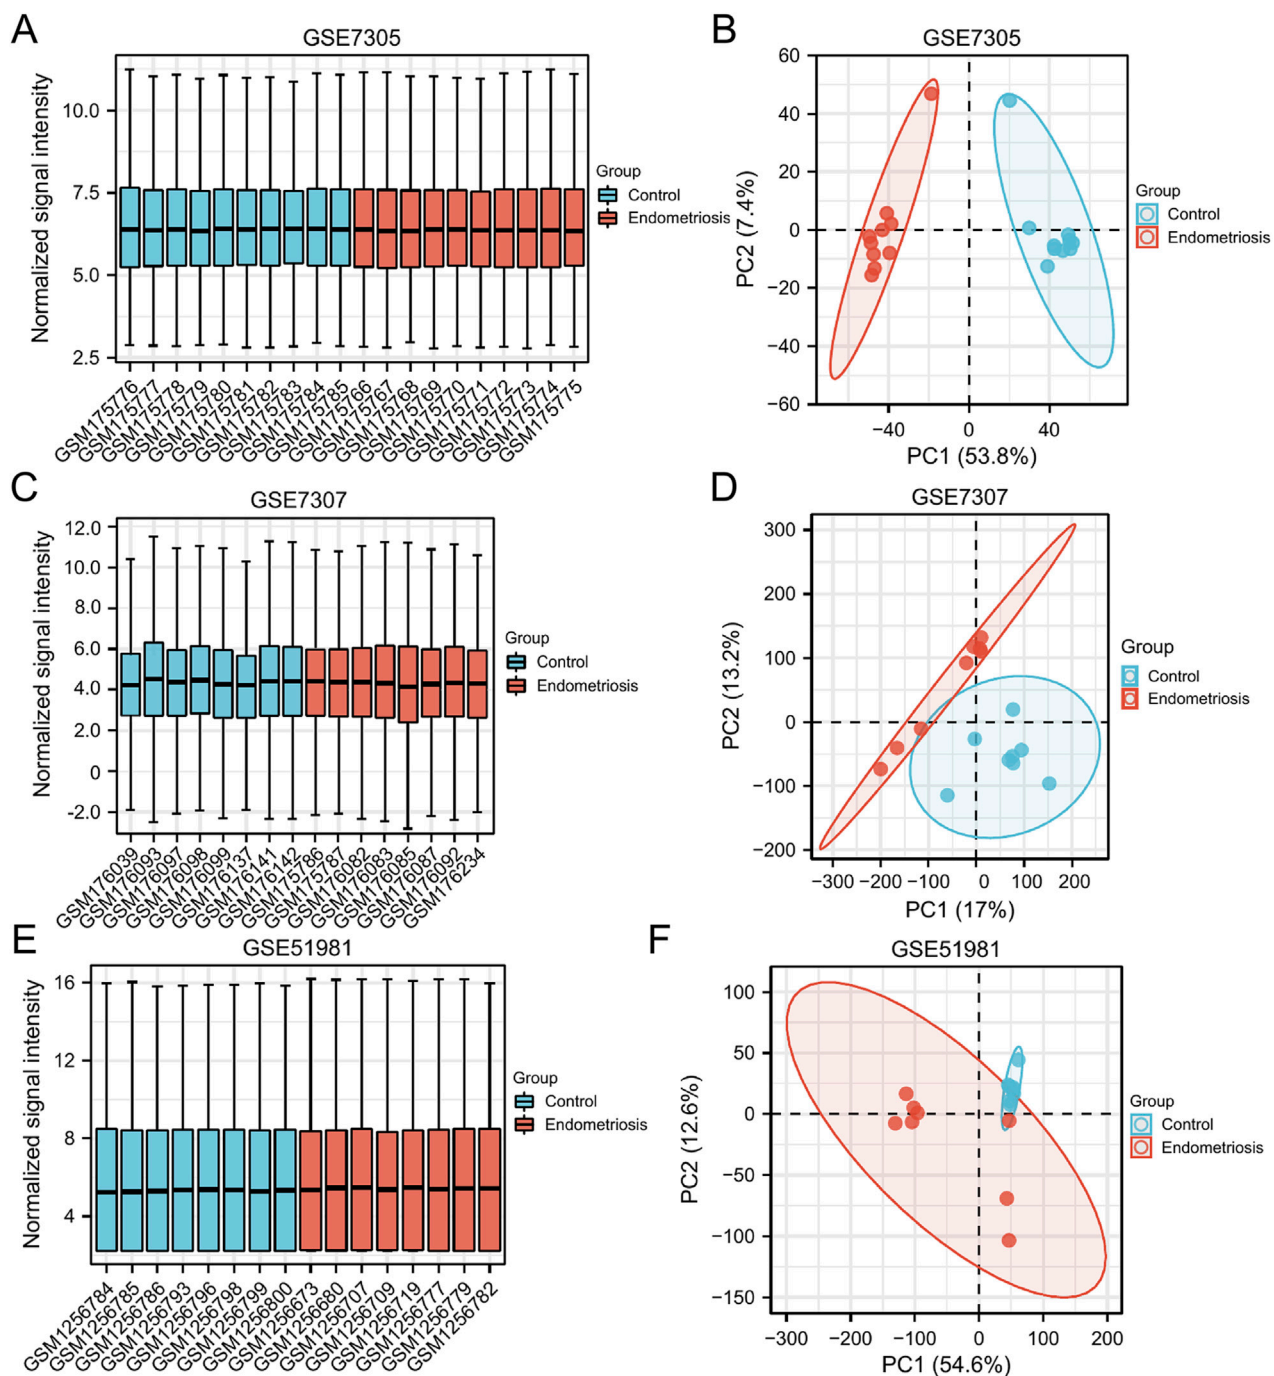 A
GSE7305
Normalized signal intensity
10.0
7.5
5.0
2.5
GSM175776
GSM175777
GSM175778
GSM175779
GSM175780
GSM175781
GSM175782
GSM175783
GSM175784
GSM175785
GSM175766
GSM175767
GSM175768
GSM175769
GSM175770
GSM175771
GSM175772
GSM175773
GSM175774
GSM175775
Group
Control
Endometriosis
B
GSE7305
PC2 (7.4%)
60
40
20
0
−20
−40
−60
−40
0
40
PC1 (53.8%)
Group
Control
Endometriosis
C
GSE7307
Normalized signal intensity
12.0
10.0
8.0
6.0
4.0
2.0
0
-2.0
GSM176039
GSM176093
GSM176097
GSM176098
GSM176099
GSM176137
GSM176141
GSM176142
GSM175786
GSM175787
GSM176082
GSM176083
GSM176085
GSM176087
GSM176092
GSM176234
Group
Control
Endometriosis
D
GSE7307
PC2 (13.2%)
300
200
100
0
−100
−200
−300
−200
−100
0
100
200
PC1 (17%)
Group
Control
Endometriosis
E
GSE51981
Normalized signal intensity
16
12
8
4
GSM1256784
GSM1256785
GSM1256786
GSM1256793
GSM1256796
GSM1256798
GSM1256799
GSM1256800
GSM1256673
GSM1256680
GSM1256707
GSM1256709
GSM1256719
GSM1256777
GSM1256779
GSM1256782
Group
Control
Endometriosis
F
GSE51981
PC2 (12.6%)
100
50
0
−50
−100
−150
−300
−200
−100
0
100
200
PC1 (54.6%)
Group
Control
Endometriosis